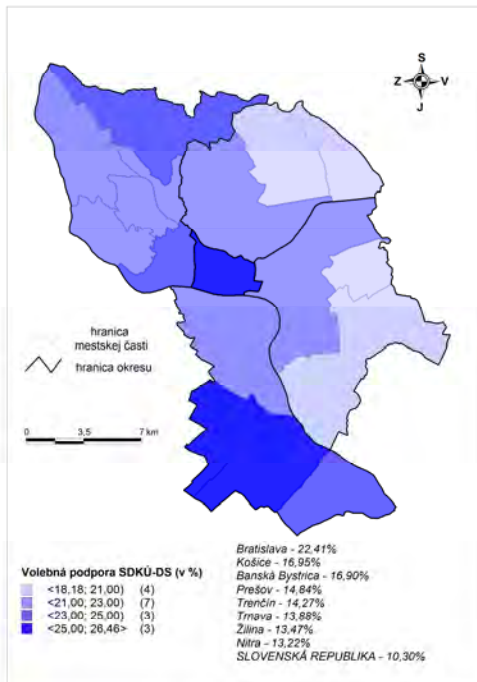 S
Z V
J
hranica
mestskej časti
hranica okresu
0 3,5 7 km
Bratislava - 22,41%
Košice - 16,95%
Banská Bystrica - 16,90%
Prešov - 14,84%
Trenčín - 14,27%
Trnava - 13,88%
Žilina - 13,47%
Nitra - 13,22%
SLOVENSKÁ REPUBLIKA - 10,30%
Volebná podpora SDKÚ-DS (v %)
<18,18; 21,00) (4)
<21,00; 23,00) (7)
<23,00; 25,00) (3)
<25,00; 26,46> (3)